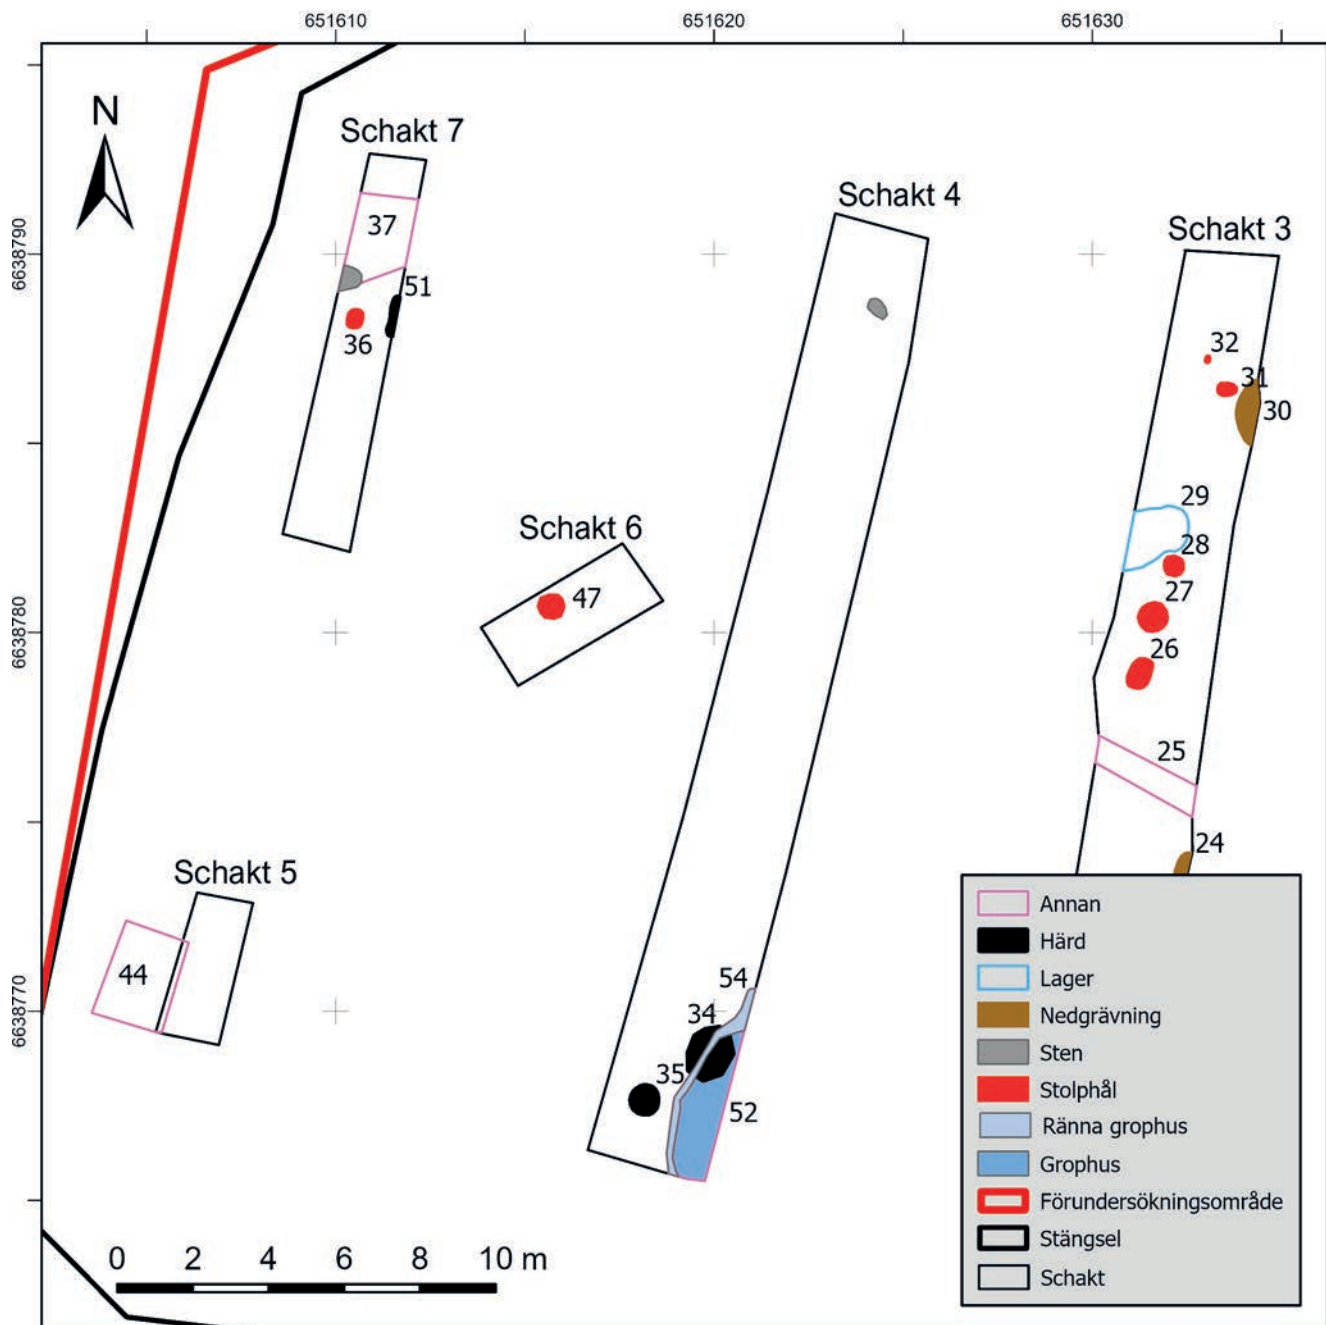 651610 651620 651630
N
Schakt 7
Schakt 4
37
Schakt 3
6638790
51
36
32
31
30
29
Schakt 6
28
47
27
6638780
26
25
24
Schakt 5
44
54
6638770
34
35
52
0 2 4 6 8 10 m
Annan
Härd
Lager
Nedgrävning
Sten
Stolphål
Ränna grophus
Grophus
Förundersökningsområde
Stängsel
Schakt